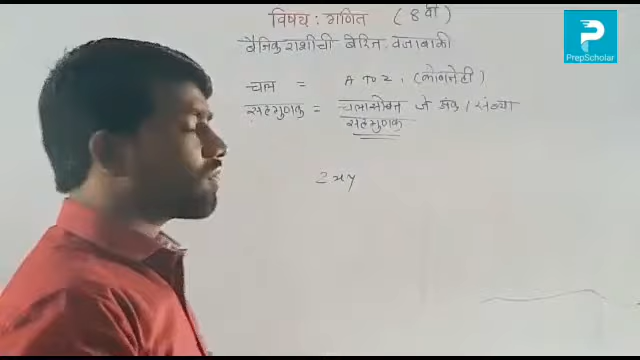 विषय: गणित (8 वी)
बैजिक राशींची बेरीज वजाबाकी
चल = A to Z, (कोणतेही)
सहगुणक = चलासोबत जे अंक / संख्या
सहगुणक
2xy
PrepScholar